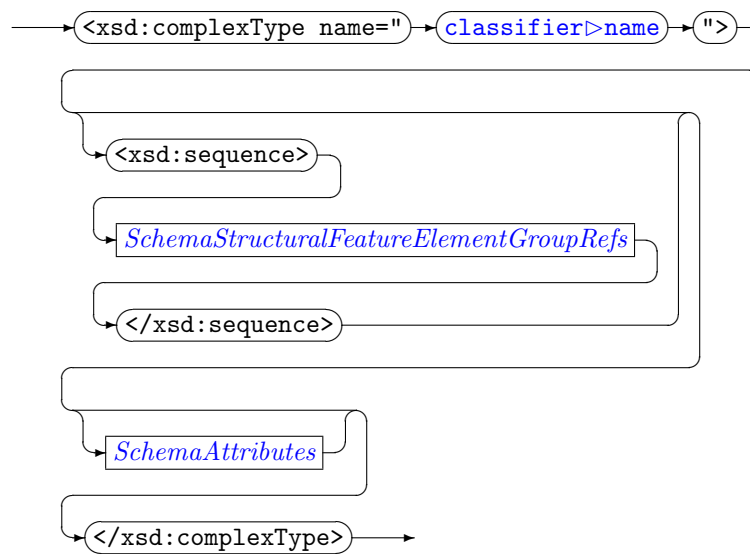 <xsd:complexType name=" classifier▷name ">
<xsd:sequence>
SchemaStructuralFeatureElementGroupRefs
</xsd:sequence>
SchemaAttributes
</xsd:complexType>